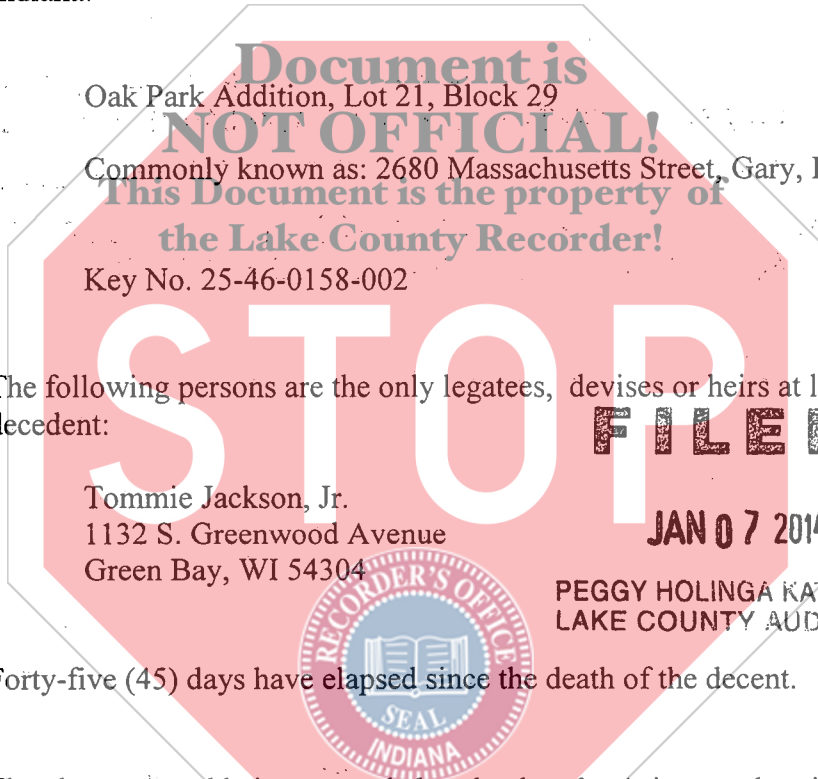 Document is
Oak Park Addition, Lot 21, Block 29
NOT OFFICIAL!
Commonly known as: 2680 Massachusetts Street, Gary,
This Document is the property of
the Lake County Recorder!
Key No. 25-46-0158-002
STOP
The following persons are the only legatees, devises or heirs at
decedent:
FILE
Tommie Jackson, Jr.
1132 S. Greenwood Avenue
JAN 07 2014
Green Bay, WI 54304
PEGGY HOLINGA KA
LAKE COUNTY AUD
RECORDER'S OFFICE
Forty-five (45) days have elapsed since the death of the decent.
SEAL
INDIANA